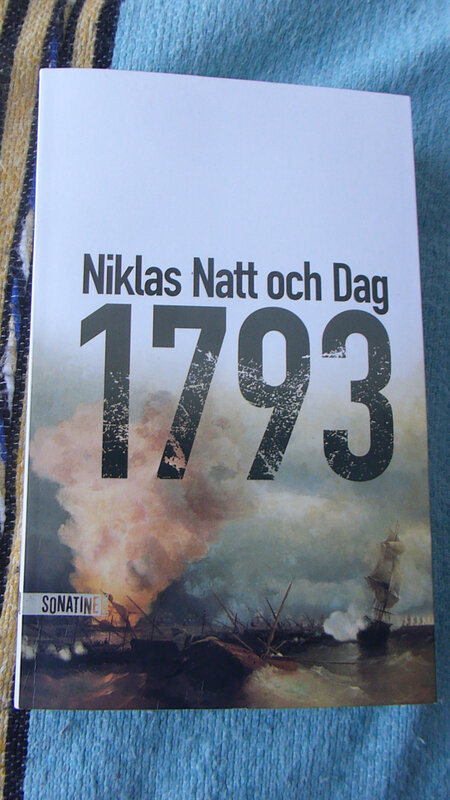 Niklas Natt och Dag
1793
SONATINE